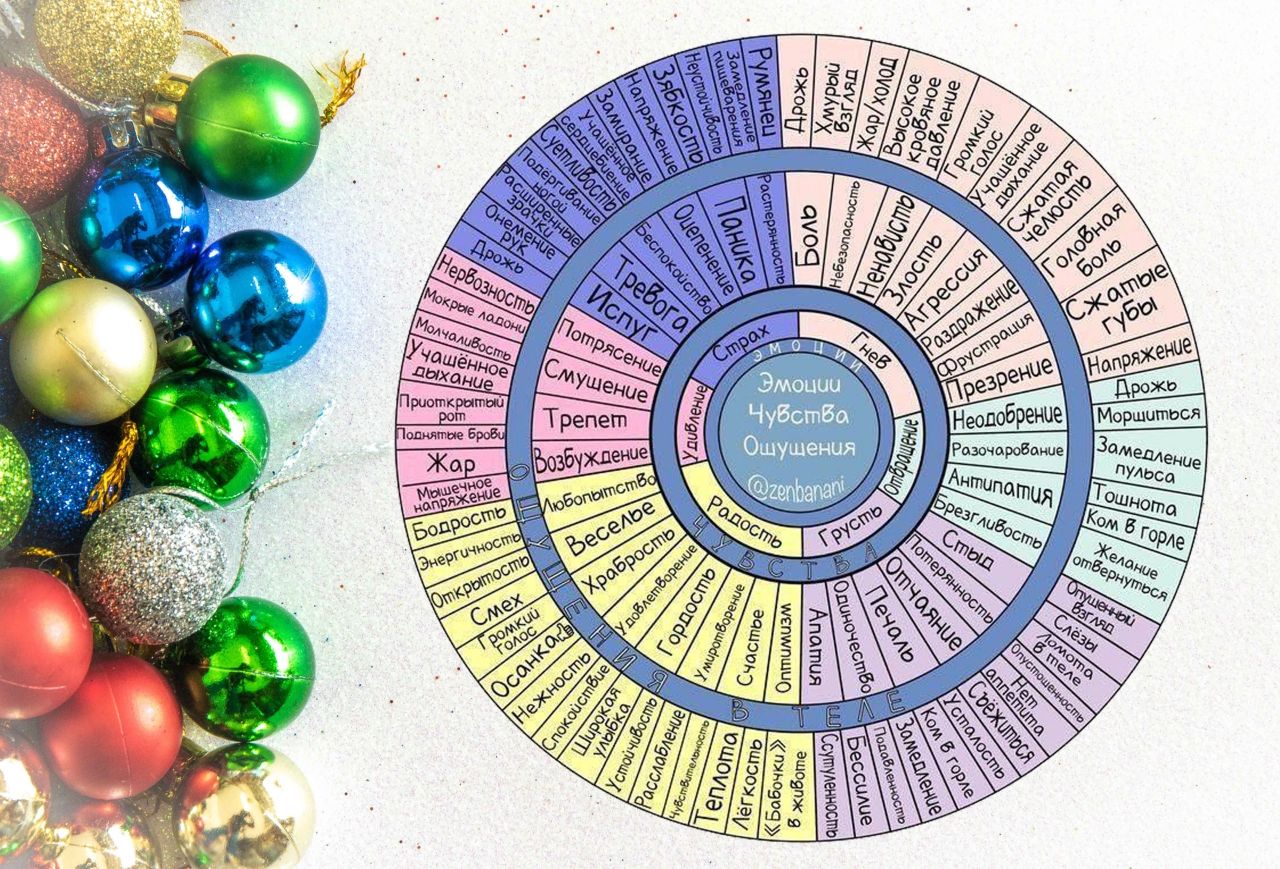 Эмоции
Чувства
Ощушения
@zenbanani
ЭМОЦИИ
Страх
Гнев
Отвращение
Грусть
Радость
Удивление
ЧУВСТВА
Боль
Небезопасность
Ненависть
Злость
Агрессия
Раздражение
Фрустрация
Презрение
Неодобрение
Разочарование
Антипатия
Брезгливость
Стыд
Потерянность
Отчаяние
Печаль
Одиночество
Апатия
Оптимизм
Счастье
Умиротворение
Гордость
Удовлетворение
Храбрость
Веселье
Любопытство
Возбуждение
Трепет
Смушение
Потрясение
Испуг
Тревога
Беспокойство
Оцепенение
Паника
Растерянность
ОЩУЩЕНИЯ В ТЕЛЕ
Дрожь
Хмурый
взгляд
Жар/холод
Высокое
кровяное
давление
Громкий
голос
Учащённое
дыхание
Сжатая
челюсть
Головная
боль
Сжатые
губы
Напряжение
Дрожь
Моршиться
Замедление
пульса
Тошнота
Ком в горле
Желание
отвернуться
Опушенный
взгляд
Слёзы
Ломота
в теле
Опустошенность
Нет
аппетита
Съёжиться
Усталость
Ком в горле
Замедление
Подавленность
Бессилие
Ссутуленность
«Бабочки»
в животе
Лёгкость
Теплота
Чувствительность
Расслабление
Устойчивость
Широкая
улыбка
Спокойствие
Нежность
Осанка
Громкий
голос
Смех
Открытость
Энергичность
Бодрость
Мышечное
напряжение
Жар
Поднятые брови
Приоткрытый
рот
Учащённое
дыхание
Молчаливость
Мокрые ладони
Нервозность
Дрожь
Онемение
рук
Расширенные
зрачки
Подёргивание
ногой
Суетливость
Учащённое
сердцебиение
Замирание
Напряжение
Зябкость
Неустойчивость
Замедление
пищеварения
Румянец